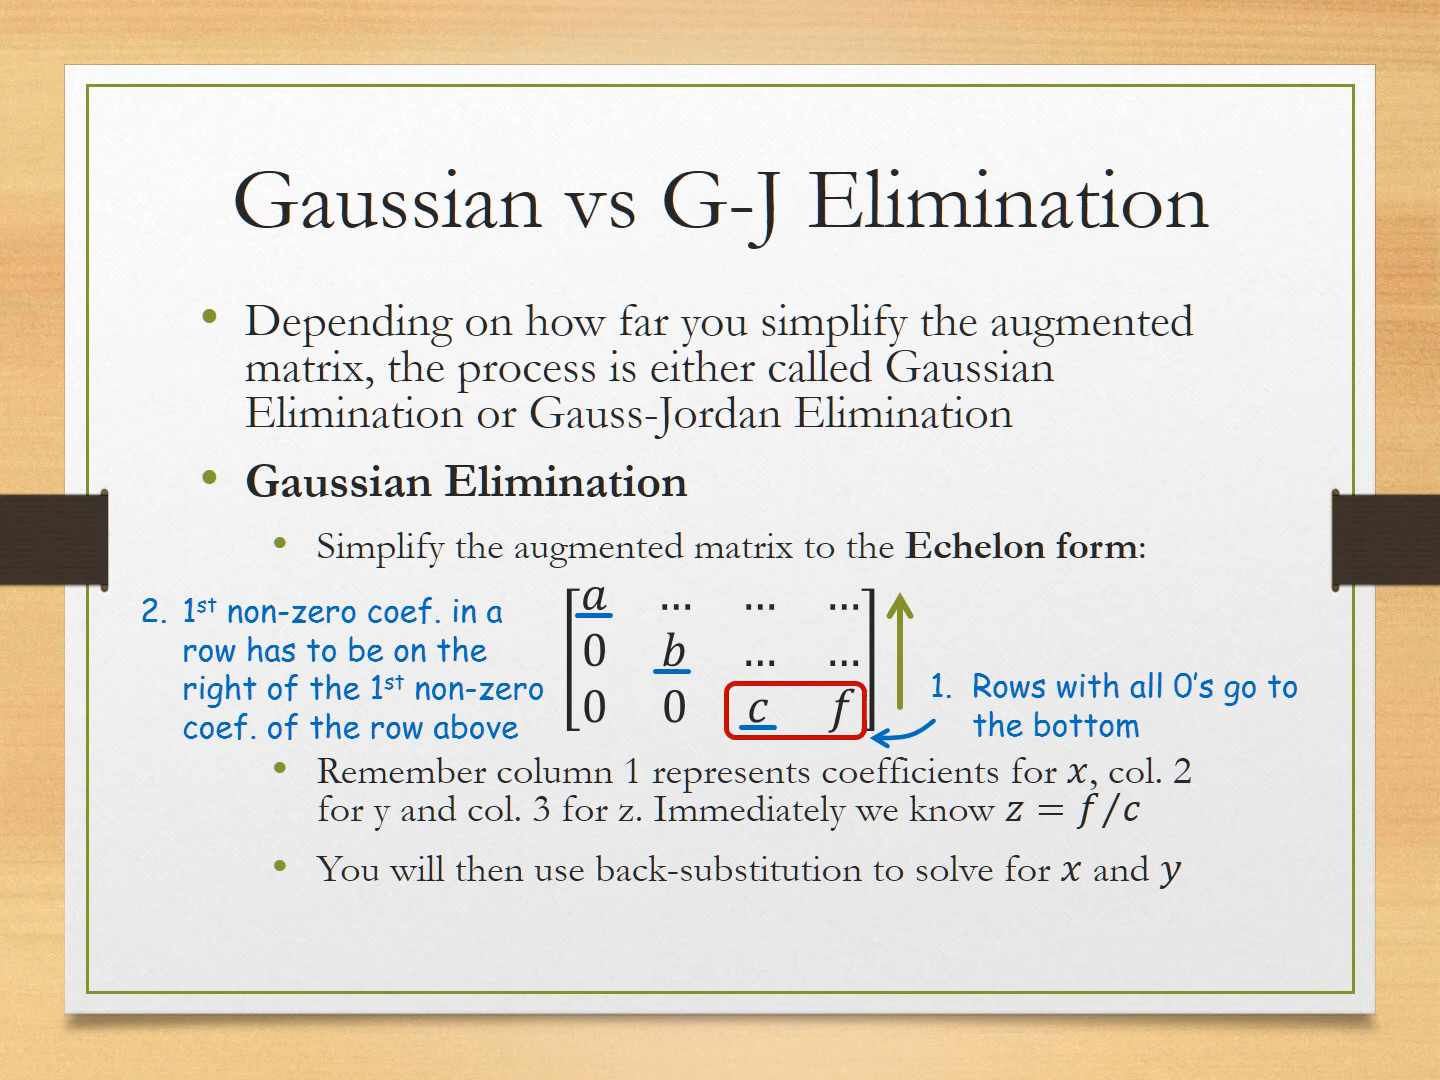 Gaussian vs G-J Elimination
• Depending on how far you simplify the augmented
matrix, the process is either called Gaussian
Elimination or Gauss-Jordan Elimination
• Gaussian Elimination
• Simplify the augmented matrix to the Echelon form:
2. 1st non-zero coef. in a
row has to be on the
right of the 1st non-zero
coef. of the row above
a ... ... ...
0 b ... ...
0 0 c f
1. Rows with all 0's go to
the bottom
• Remember column 1 represents coefficients for x, col. 2
for y and col. 3 for z. Immediately we know z = f/c
• You will then use back-substitution to solve for x and y